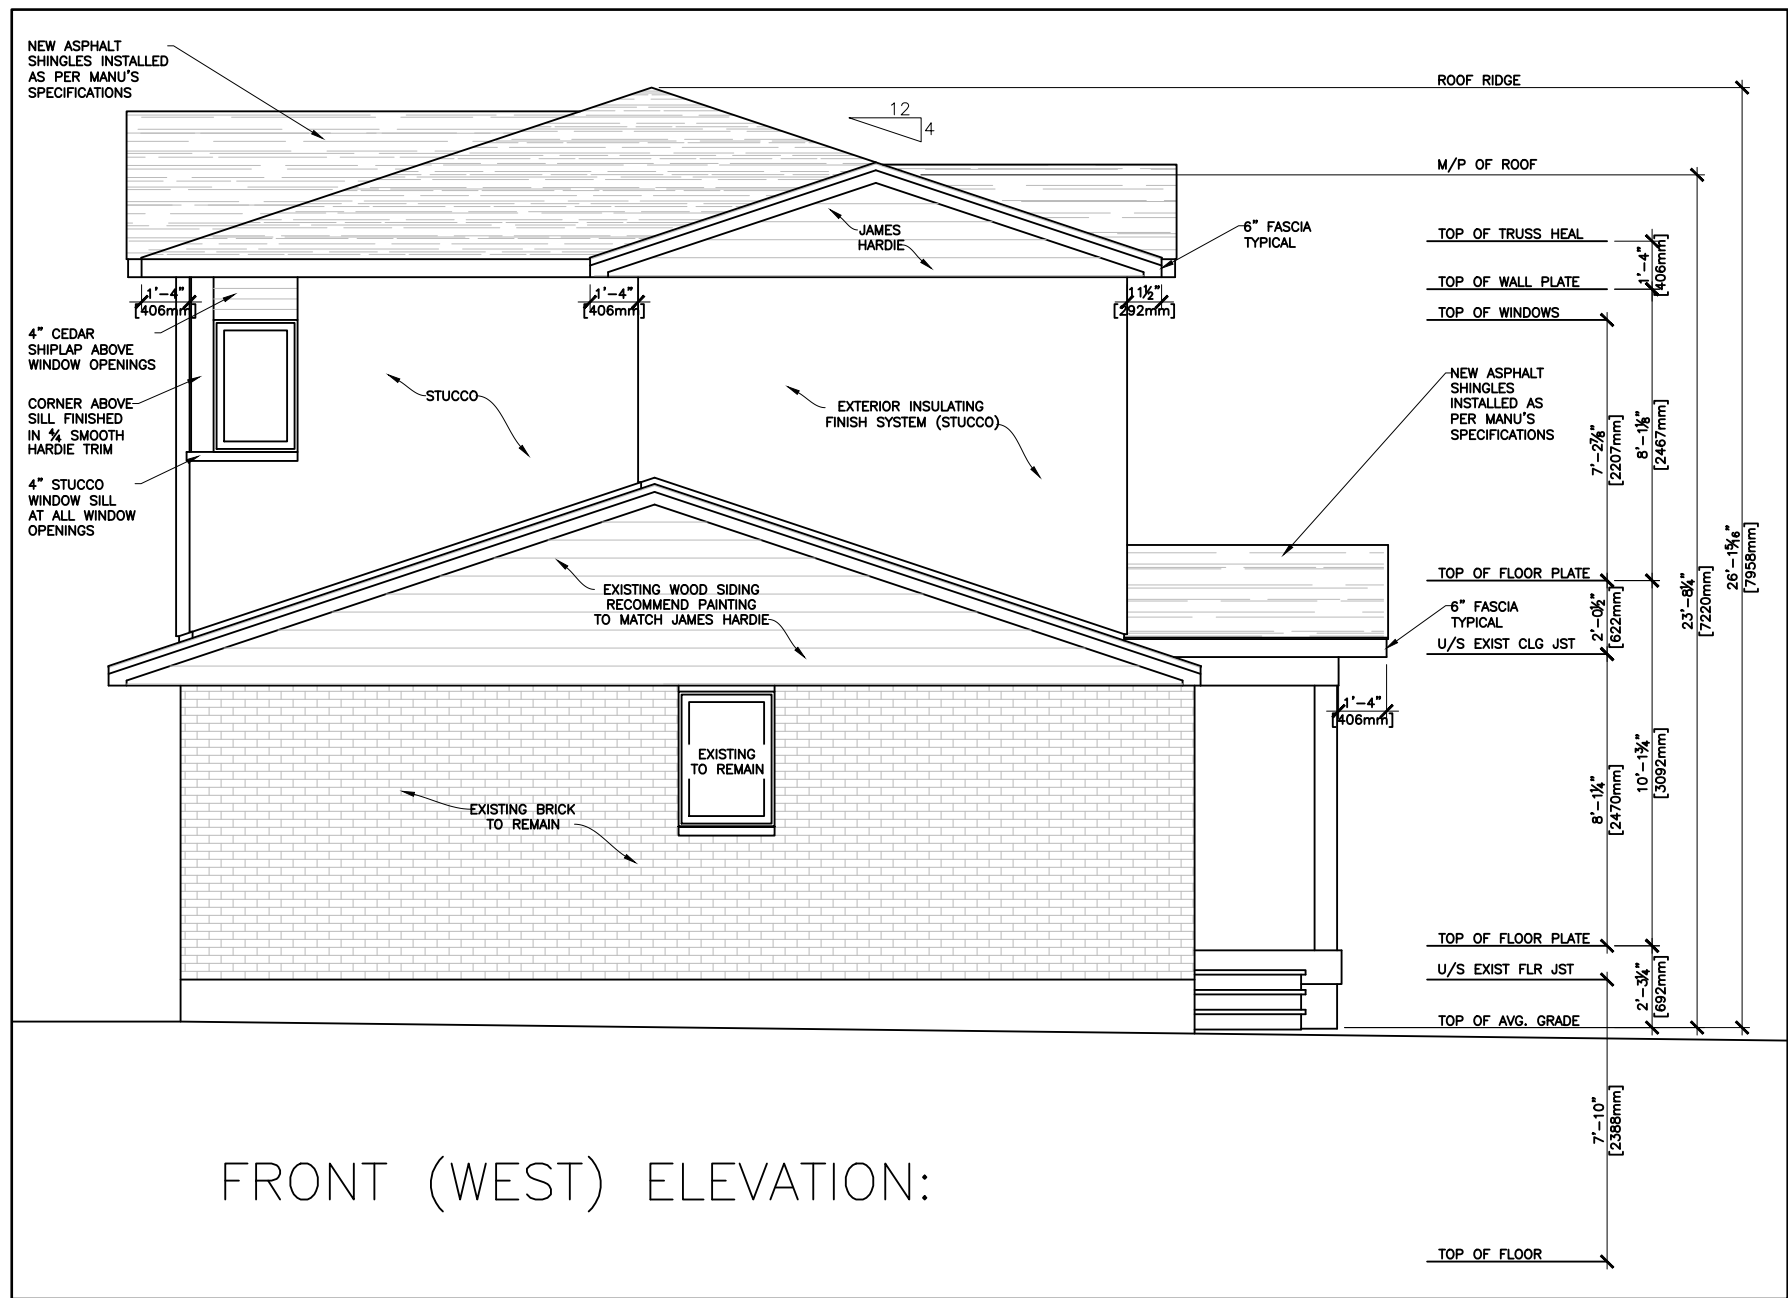 NEW ASPHALT
SHINGLES INSTALLED
AS PER MANU'S
SPECIFICATIONS
12
4
ROOF RIDGE
M/P OF ROOF
JAMES
HARDIE
6" FASCIA
TYPICAL
TOP OF TRUSS HEAL
1'-4"
[406mm]
TOP OF WALL PLATE
TOP OF WINDOWS
1'-4"
[406mm]
1'-4"
[406mm]
11½"
[292mm]
4" CEDAR
SHIPLAP ABOVE
WINDOW OPENINGS
CORNER ABOVE
SILL FINISHED
IN 5/4 SMOOTH
HARDIE TRIM
4" STUCCO
WINDOW SILL
AT ALL WINDOW
OPENINGS
STUCCO
EXTERIOR INSULATING
FINISH SYSTEM (STUCCO)
NEW ASPHALT
SHINGLES
INSTALLED AS
PER MANU'S
SPECIFICATIONS
7'-2⅞"
[2207mm]
8'-1⅛"
[2467mm]
26'-1 5/16"
[7958mm]
23'-8¼"
[7220mm]
EXISTING WOOD SIDING
RECOMMEND PAINTING
TO MATCH JAMES HARDIE
TOP OF FLOOR PLATE
2'-0½"
[622mm]
6" FASCIA
TYPICAL
U/S EXIST CLG JST
1'-4"
[406mm]
EXISTING
TO REMAIN
EXISTING BRICK
TO REMAIN
8'-1¼"
[2470mm]
10'-1¾"
[3092mm]
TOP OF FLOOR PLATE
U/S EXIST FLR JST
2'-3¼"
[692mm]
TOP OF AVG. GRADE
7'-10"
[2388mm]
FRONT (WEST) ELEVATION:
TOP OF FLOOR